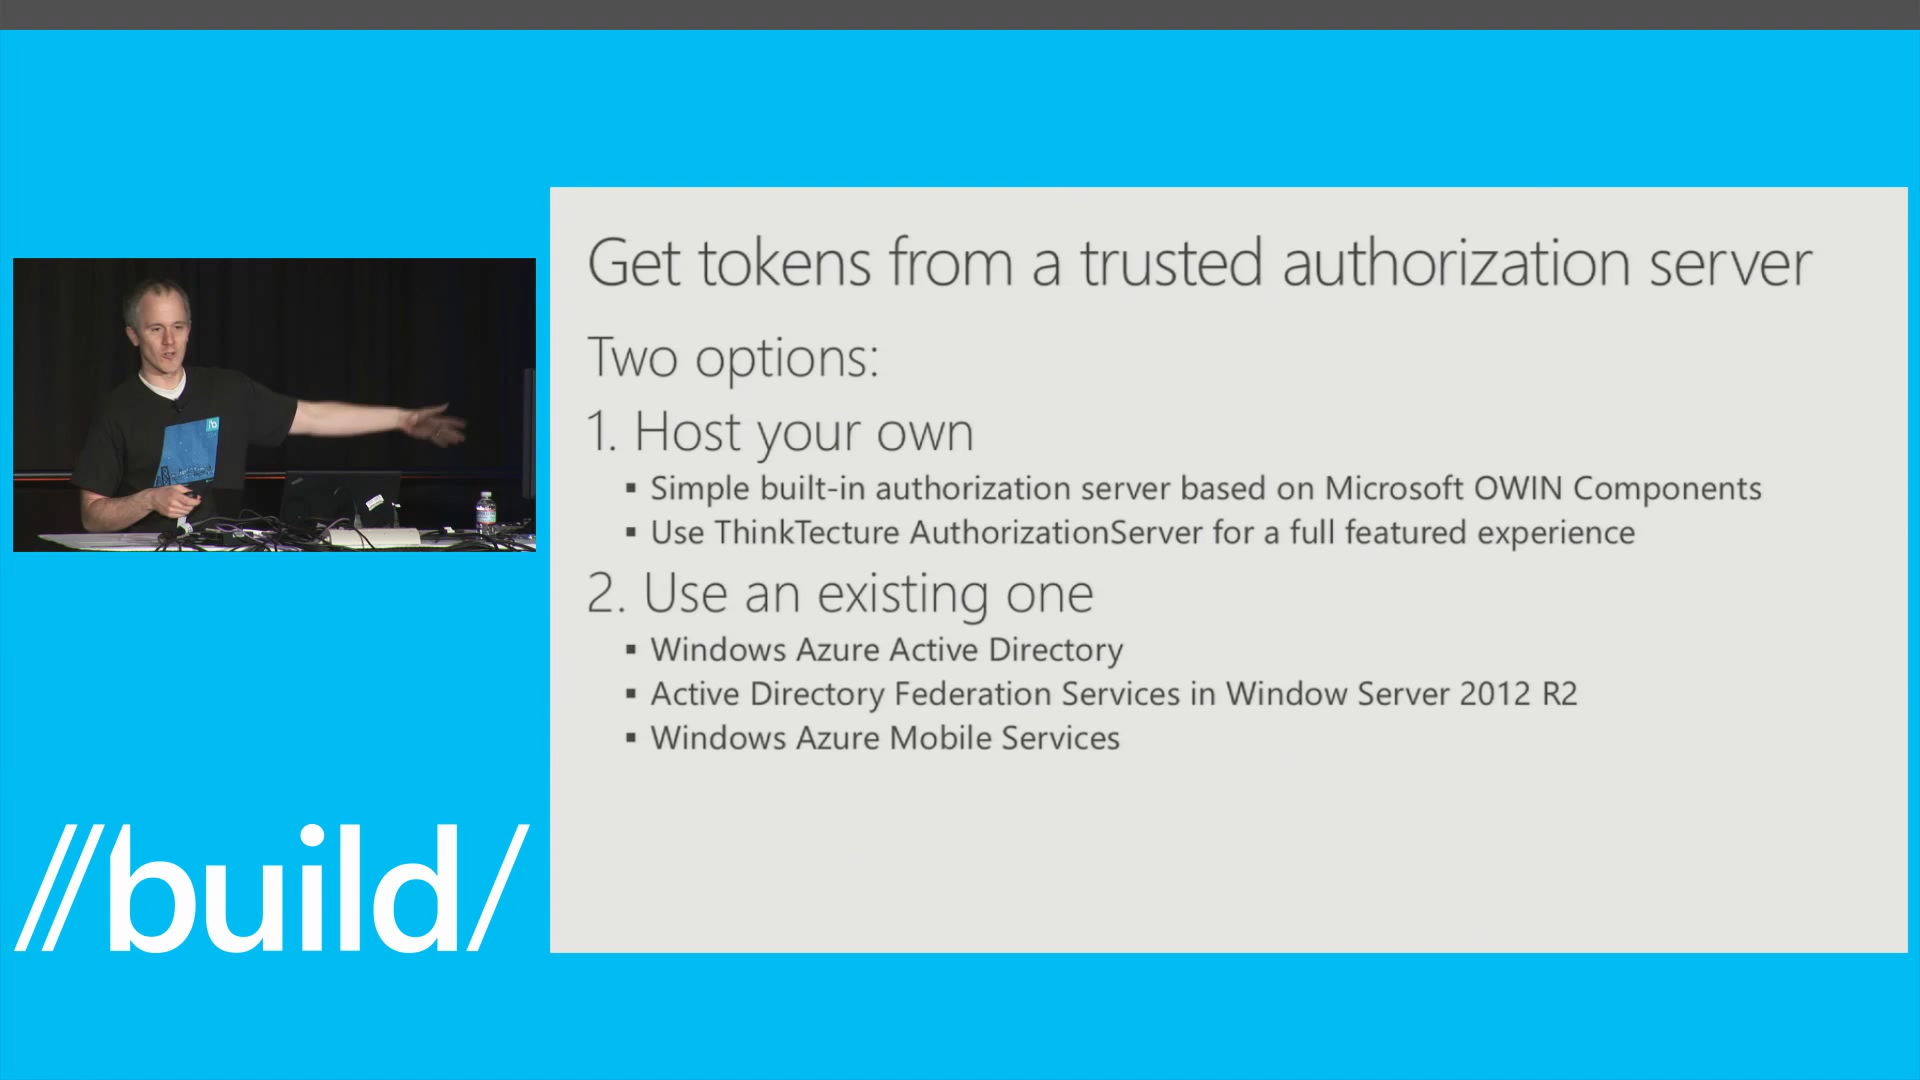 Get tokens from a trusted authorization server
Two options:
1. Host your own
▪ Simple built-in authorization server based on Microsoft OWIN Components
▪ Use ThinkTecture AuthorizationServer for a full featured experience
2. Use an existing one
▪ Windows Azure Active Directory
▪ Active Directory Federation Services in Window Server 2012 R2
▪ Windows Azure Mobile Services
//build/